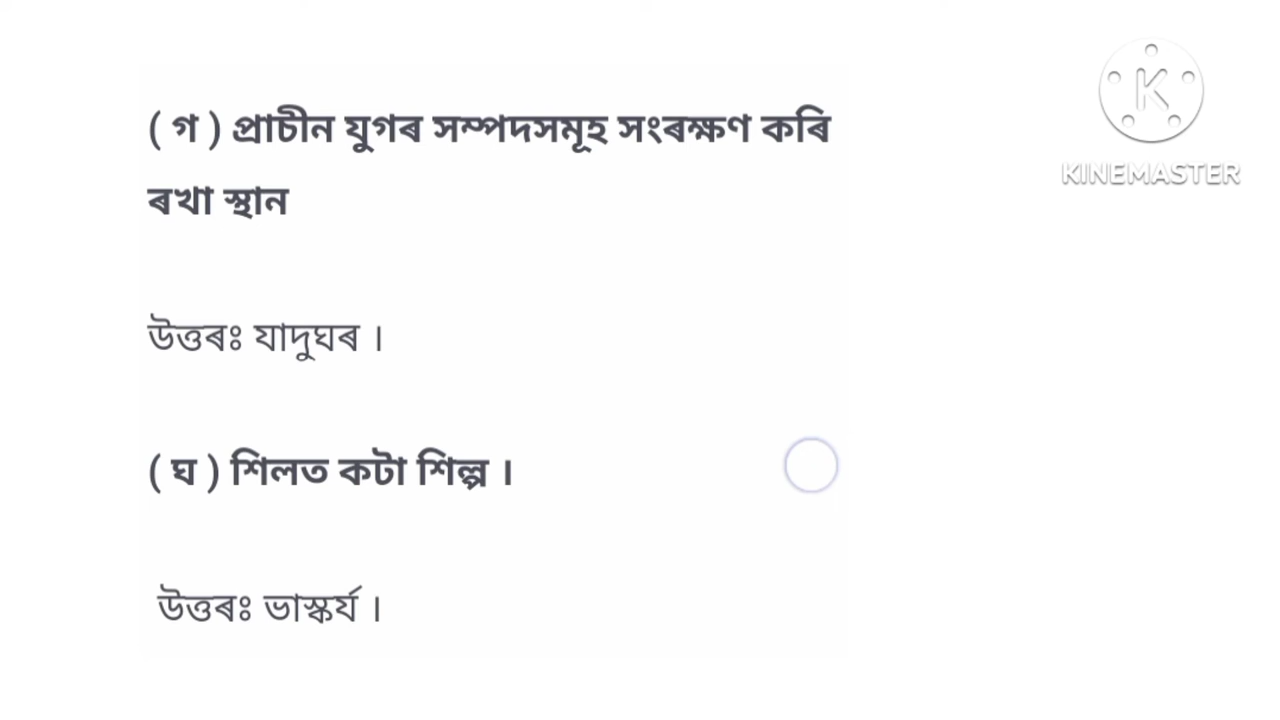 ( গ ) প্ৰাচীন যুগৰ সম্পদসমূহ সংৰক্ষণ কৰি
ৰখা স্থান
উত্তৰঃ যাদুঘৰ ।
( ঘ ) শিলত কটা শিল্প ।
উত্তৰঃ ভাস্কৰ্য ।
KINEMASTER